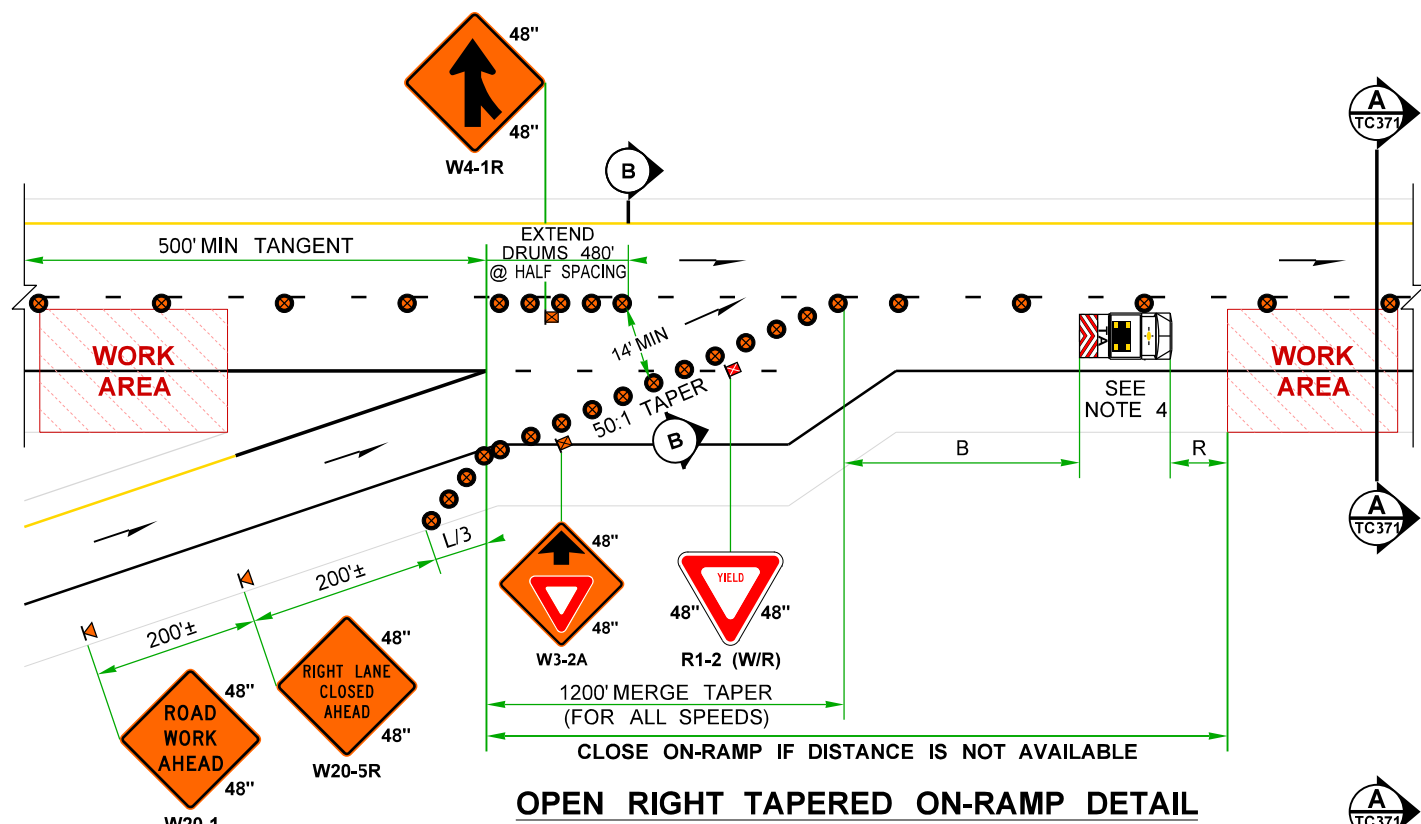 48"
48"
W4-1R
A
TC371
B
500' MIN TANGENT
EXTEND
DRUMS 480'
@ HALF SPACING
WORK
AREA
14' MIN
50:1 TAPER
B
SEE
NOTE 4
WORK
AREA
B
R
A
TC371
L/3
200'±
200'±
48"
48"
W3-2A
YIELD
48"
48"
R1-2 (W/R)
RIGHT LANE
CLOSED
AHEAD
48"
48"
W20-5R
ROAD
WORK
AHEAD
48"
48"
W20-1
1200' MERGE TAPER
(FOR ALL SPEEDS)
CLOSE ON-RAMP IF DISTANCE IS NOT AVAILABLE
OPEN RIGHT TAPERED ON-RAMP DETAIL
A
TC371